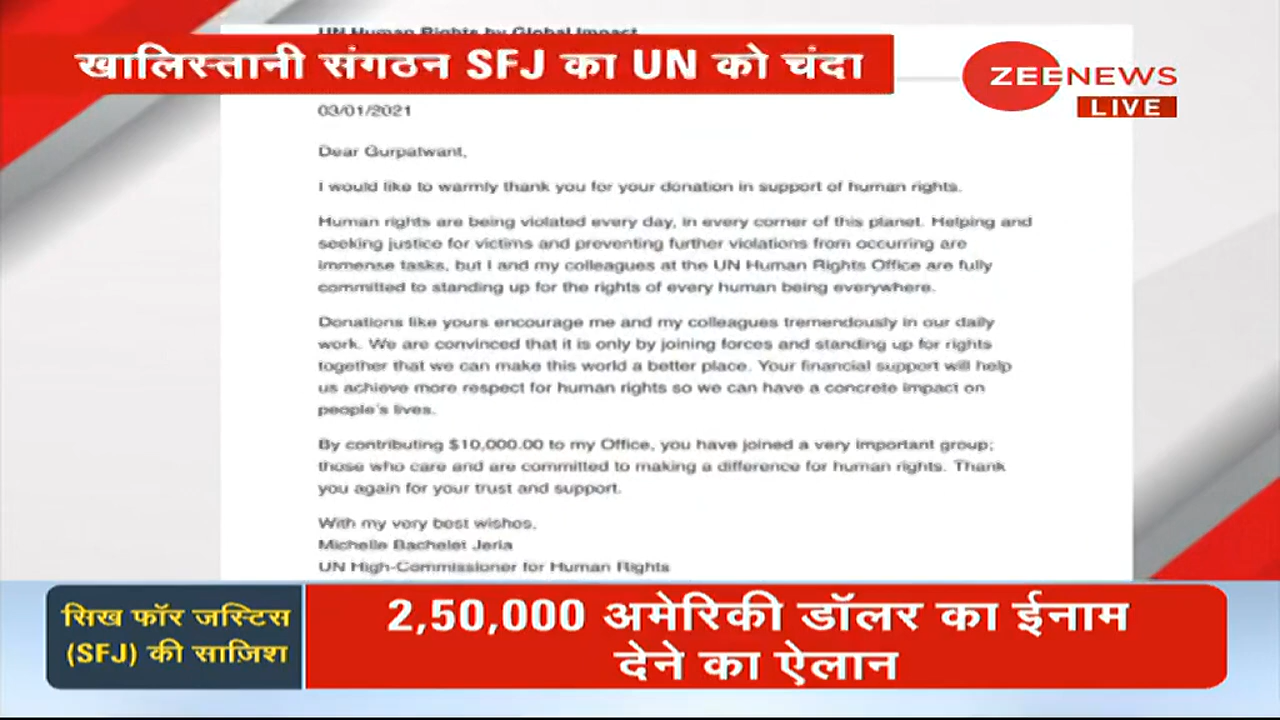 UN Human Rights by Global Impact
खालिस्तानी संगठन SFJ का UN को चंदा
ZEENEWS
LIVE
03/01/2021
Dear Gurpatwant,
I would like to warmly thank you for your donation in support of human rights.
Human rights are being violated every day, in every corner of this planet. Helping and
seeking justice for victims and preventing further violations from occurring are
immense tasks, but I and my colleagues at the UN Human Rights Office are fully
committed to standing up for the rights of every human being everywhere.
Donations like yours encourage me and my colleagues tremendously in our daily
work. We are convinced that it is only by joining forces and standing up for rights
together that we can make this world a better place. Your financial support will help
us achieve more respect for human rights so we can have a concrete impact on
people's lives.
By contributing $10,000.00 to my Office, you have joined a very important group;
those who care and are committed to making a difference for human rights. Thank
you again for your trust and support.
With my very best wishes,
Michelle Bachelet Jeria
UN High-Commissioner for Human Rights
सिख फॉर जस्टिस
(SFJ) की साज़िश
2,50,000 अमेरिकी डॉलर का ईनाम
देने का ऐलान